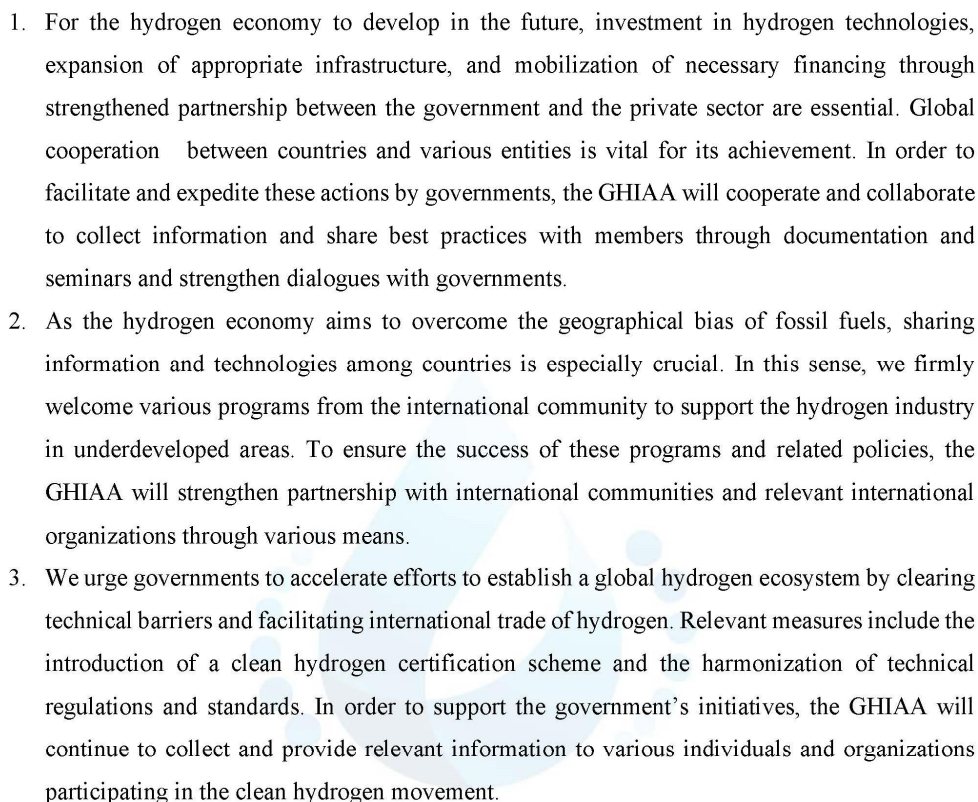 1. For the hydrogen economy to develop in the future, investment in hydrogen technologies,
expansion of appropriate infrastructure, and mobilization of necessary financing through
strengthened partnership between the government and the private sector are essential. Global
cooperation between countries and various entities is vital for its achievement. In order to
facilitate and expedite these actions by governments, the GHIAA will cooperate and collaborate
to collect information and share best practices with members through documentation and
seminars and strengthen dialogues with governments.
2. As the hydrogen economy aims to overcome the geographical bias of fossil fuels, sharing
information and technologies among countries is especially crucial. In this sense, we firmly
welcome various programs from the international community to support the hydrogen industry
in underdeveloped areas. To ensure the success of these programs and related policies, the
GHIAA will strengthen partnership with international communities and relevant international
organizations through various means.
3. We urge governments to accelerate efforts to establish a global hydrogen ecosystem by clearing
technical barriers and facilitating international trade of hydrogen. Relevant measures include the
introduction of a clean hydrogen certification scheme and the harmonization of technical
regulations and standards. In order to support the government’s initiatives, the GHIAA will
continue to collect and provide relevant information to various individuals and organizations
participating in the clean hydrogen movement.